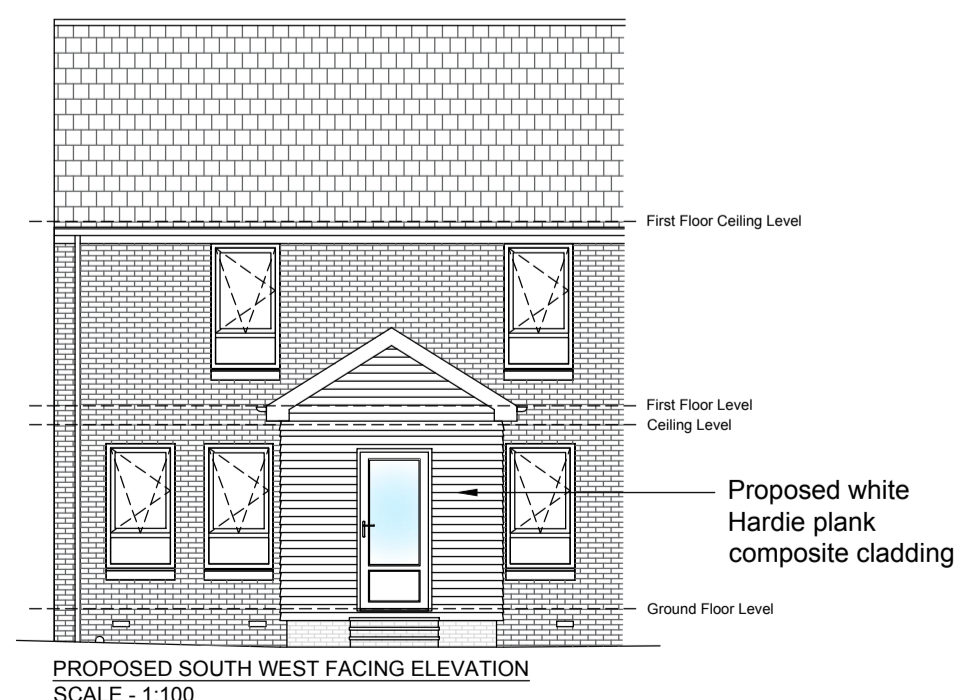 First Floor Ceiling Level
First Floor Level
Ceiling Level
Proposed white
Hardie plank
composite cladding
Ground Floor Level
PROPOSED SOUTH WEST FACING ELEVATION
SCALE - 1:100